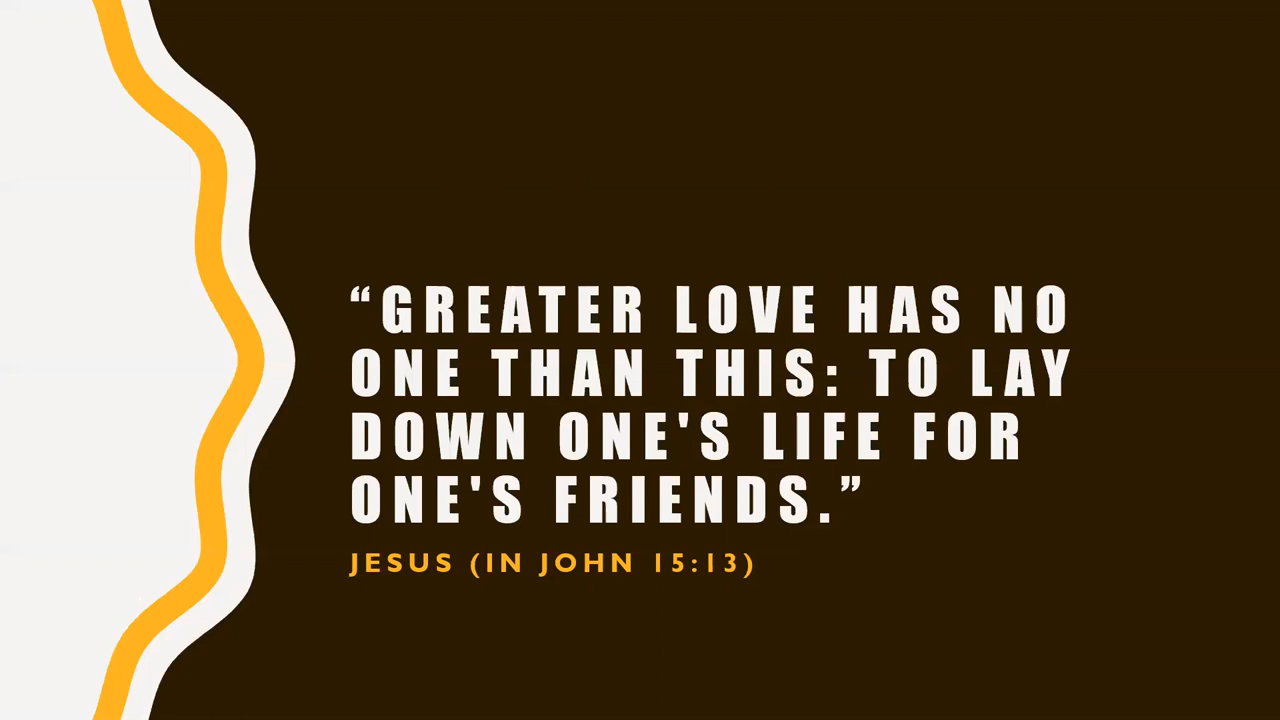 “GREATER LOVE HAS NO
ONE THAN THIS: TO LAY
DOWN ONE'S LIFE FOR
ONE'S FRIENDS.”
JESUS (IN JOHN 15:13)